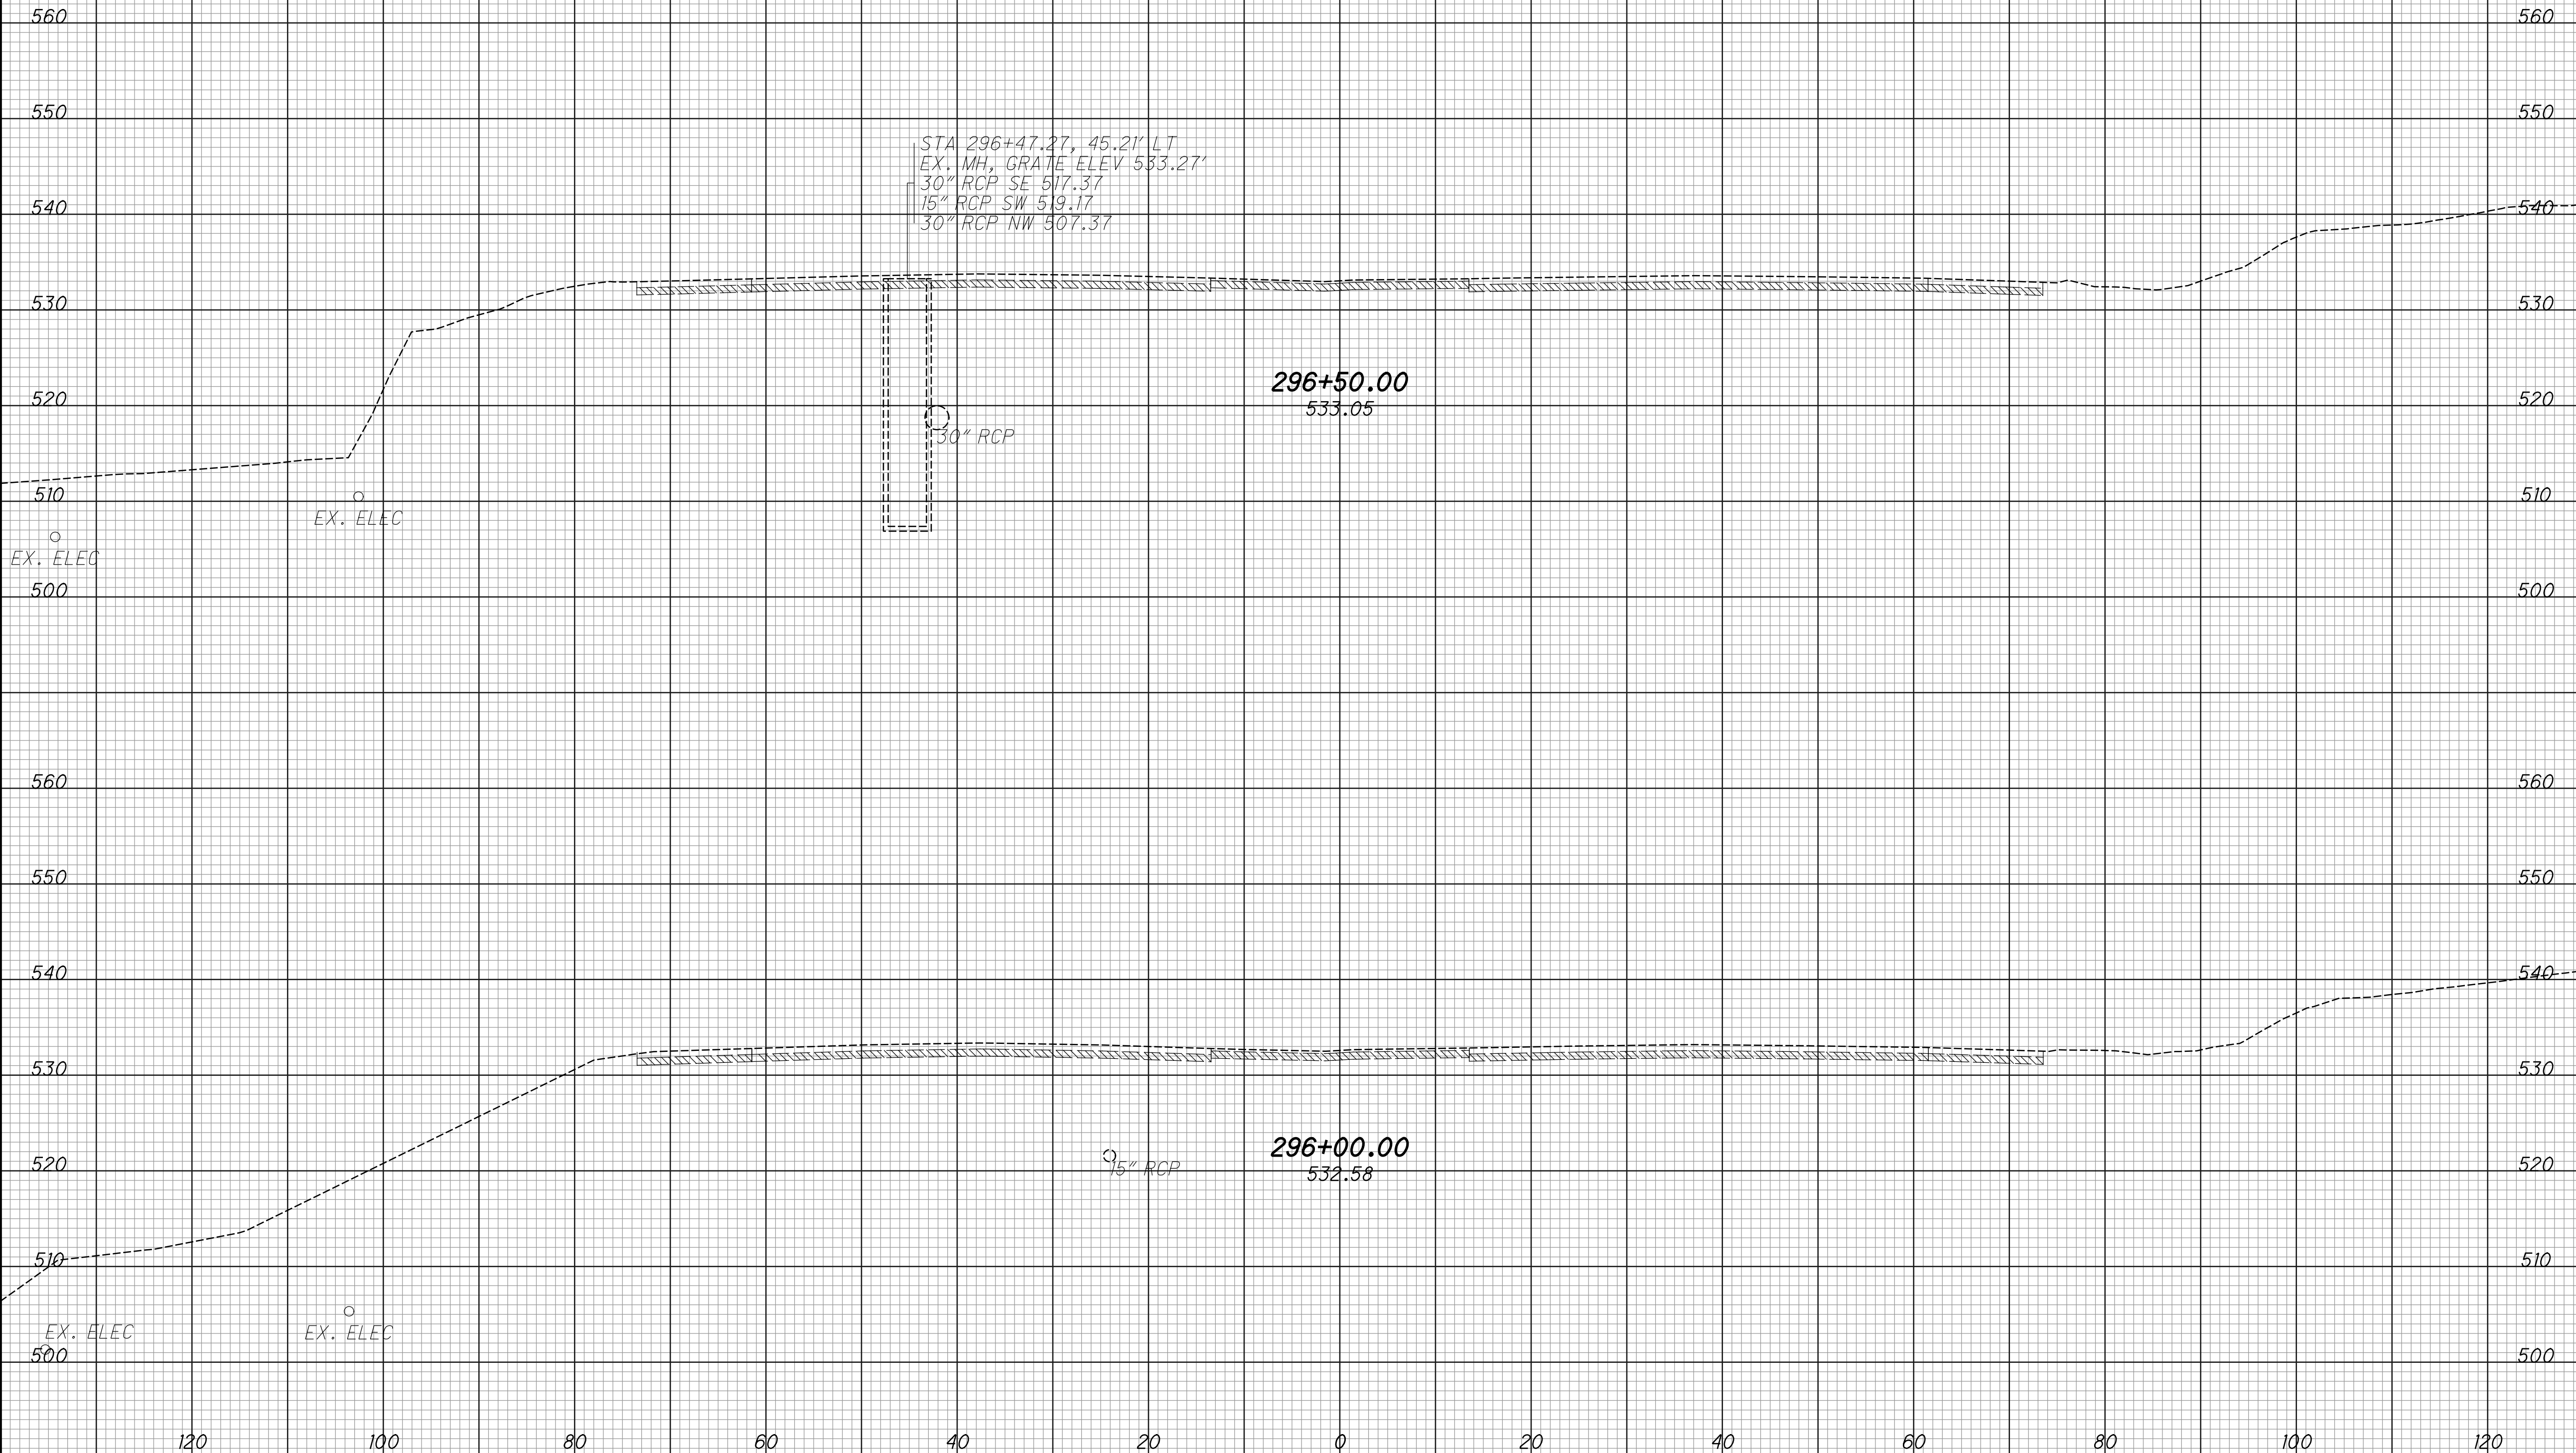 560 560
550 550
STA 296+47.27, 45.21' LT
EX. MH, GRATE ELEV 533.27'
30" RCP SE 517.37
15" RCP SW 519.17
30" RCP NW 507.37
540 540
530 530
296+50.00
533.05
520 520
30" RCP
510 510
EX. ELEC
EX. ELEC
500 500
560 560
550 550
540 540
530 530
296+00.00
532.58
520 520
15" RCP
510 510
EX. ELEC EX. ELEC
500 500
120 100 80 60 40 20 0 20 40 60 80 100 120